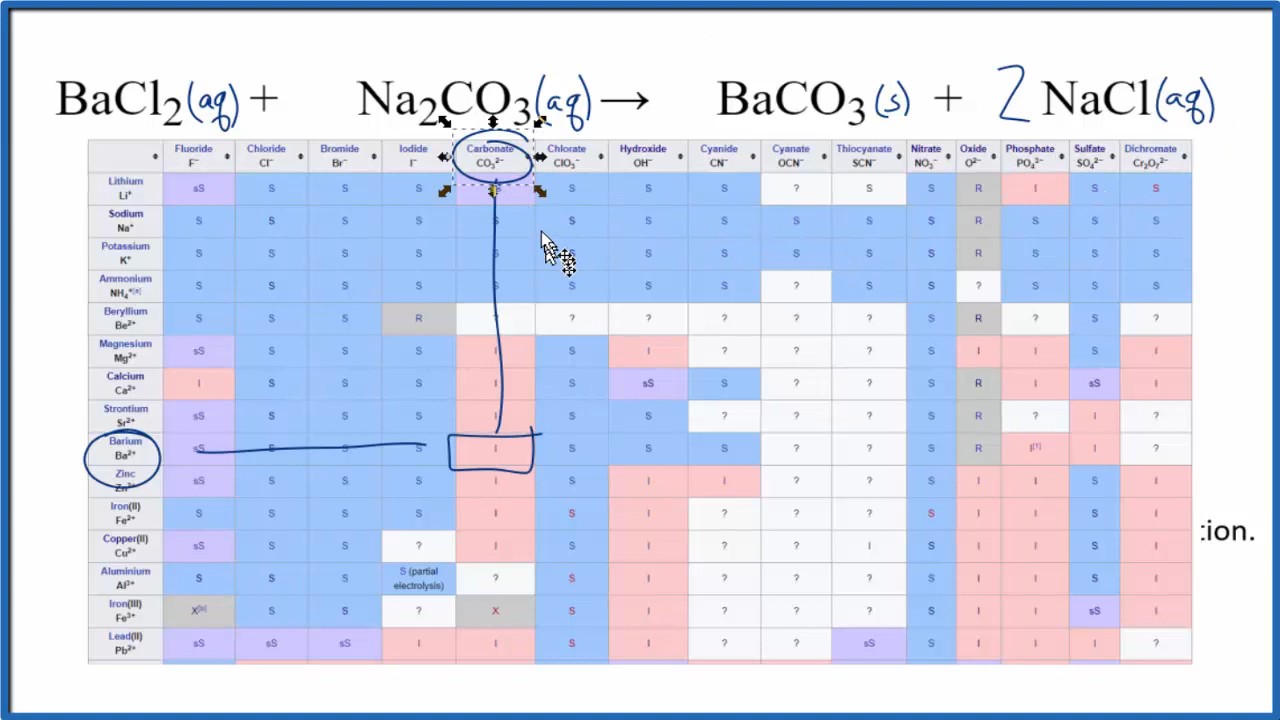 BaCl2(aq) + Na2CO3(aq) → BaCO3(s) + 2 NaCl(aq)
Fluoride F⁻ Chloride Cl⁻ Bromide Br⁻ Iodide I⁻ Carbonate CO₃²⁻ Chlorate ClO₃⁻ Hydroxide OH⁻ Cyanide CN⁻ Cyanate OCN⁻ Thiocyanate SCN⁻ Nitrate NO₃⁻ Oxide O²⁻ Phosphate PO₄³⁻ Sulfate SO₄²⁻ Dichromate Cr₂O₇²⁻
Lithium Li⁺ sS S S S S S S ? S S R I S S
Sodium Na⁺ S S S S S S S S S S S R S S S
Potassium K⁺ S S S S S S S S S S R S S S
Ammonium NH₄⁺[a] S S S S S S S S ? S S ? S S S
Beryllium Be²⁺ S S S R ? ? ? ? ? ? S R ? S ?
Magnesium Mg²⁺ sS S S S I S I ? ? ? S I I S I
Calcium Ca²⁺ I S S S I S sS S ? ? S R I sS I
Strontium Sr²⁺ sS S S S I S S ? ? ? S R ? I I
Barium Ba²⁺ sS S S S I S S S ? ? S R I[1] I ?
Zinc Zn²⁺ sS S S S I S I I ? ? S I I S I
Iron(II) Fe²⁺ S S S S I S I ? ? ? S I I S I
Copper(II) Cu²⁺ sS S S ? I S I ? ? I S I I S I
Aluminium Al³⁺ S S S S (partial electrolysis) ? S I ? ? ? S I I S I
Iron(III) Fe³⁺ X S S ? X S I ? ? ? S I I sS I
Lead(II) Pb²⁺ sS sS sS I I S I ? ? sS S I I I ?
tion.